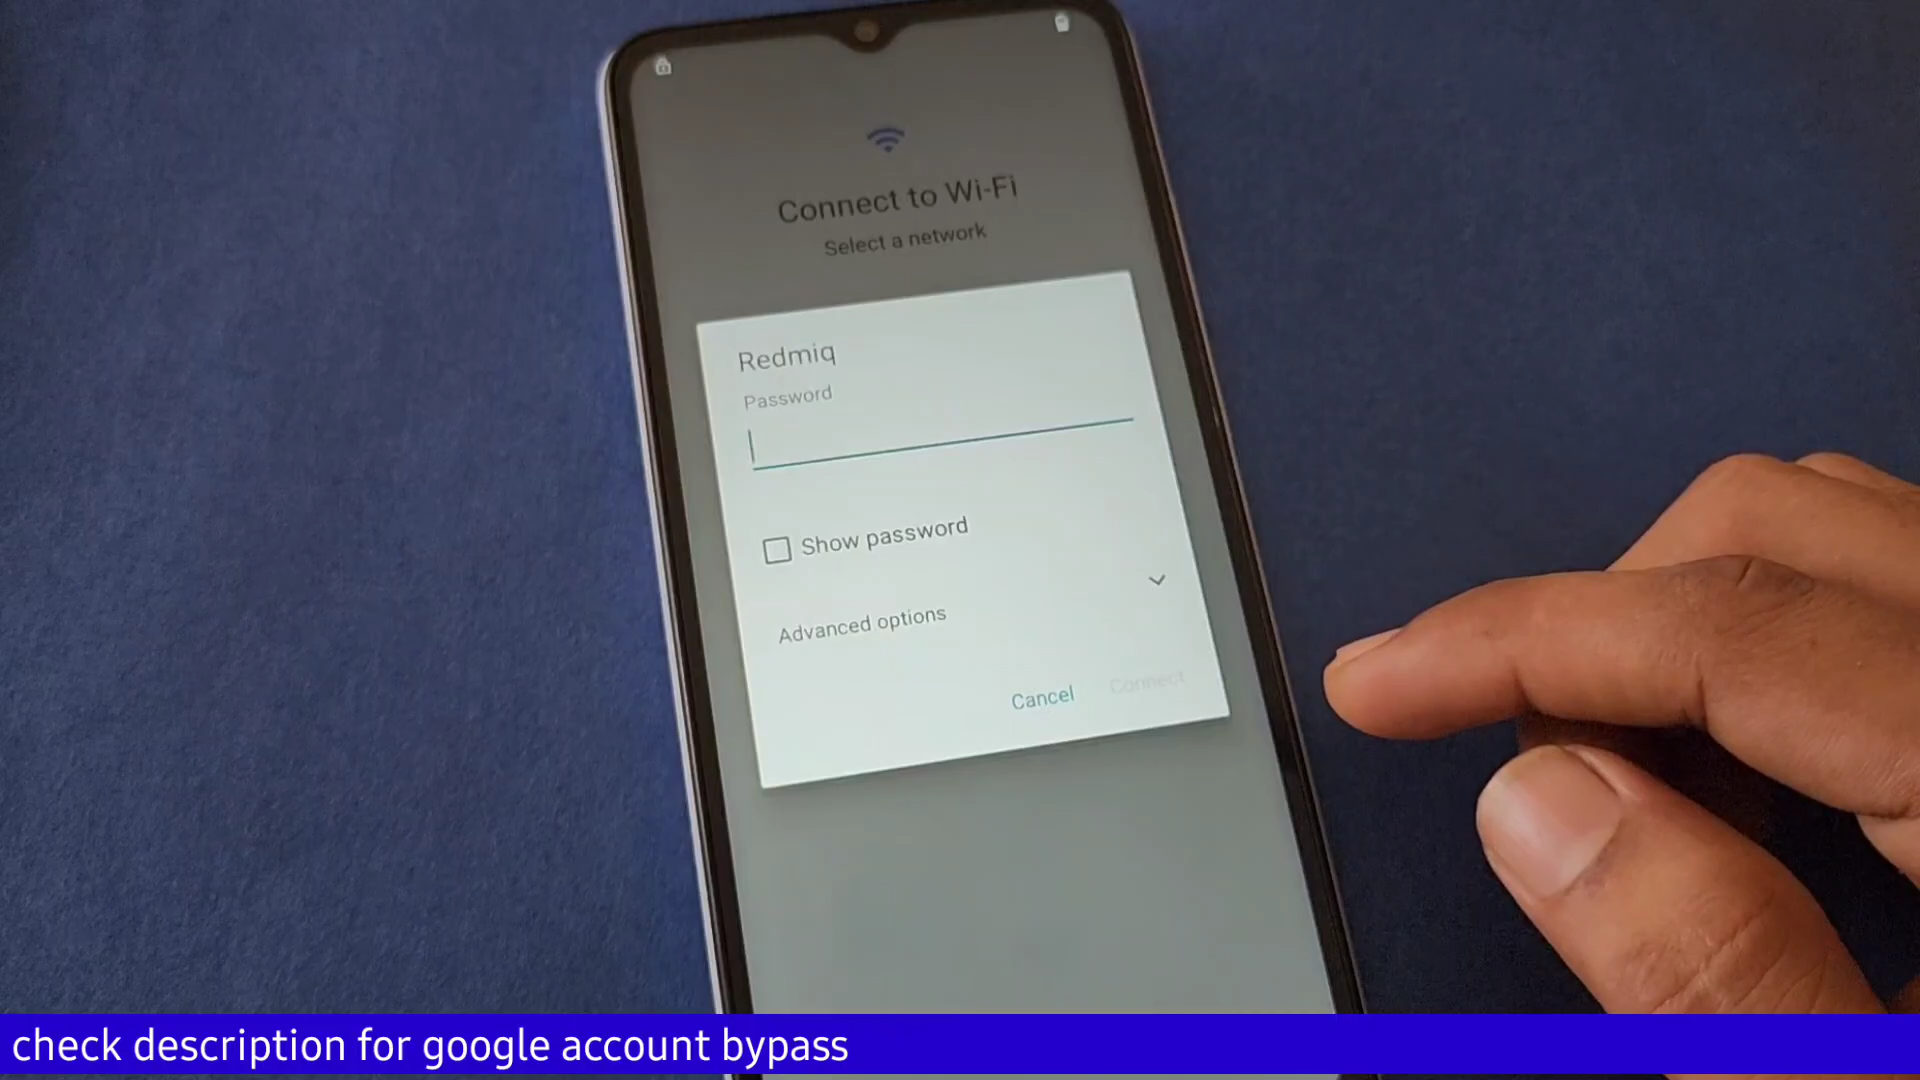 Connect to Wi-Fi
Select a network
Redmiq
Password
Show password
Advanced options
Cancel Connect
check description for google account bypass